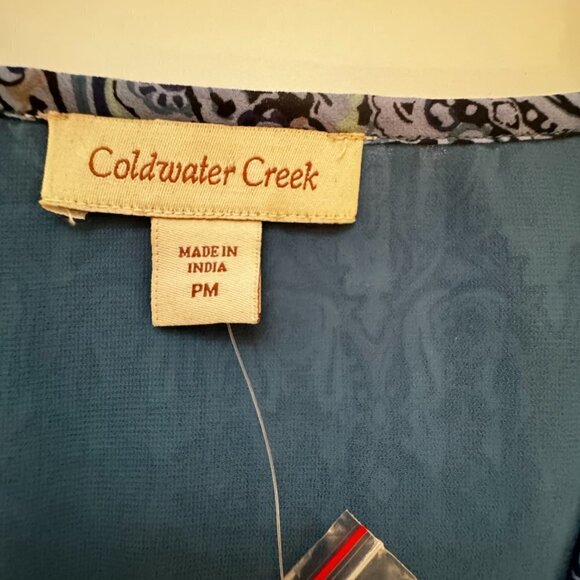 Coldwater Creek
MADE IN
INDIA
PM